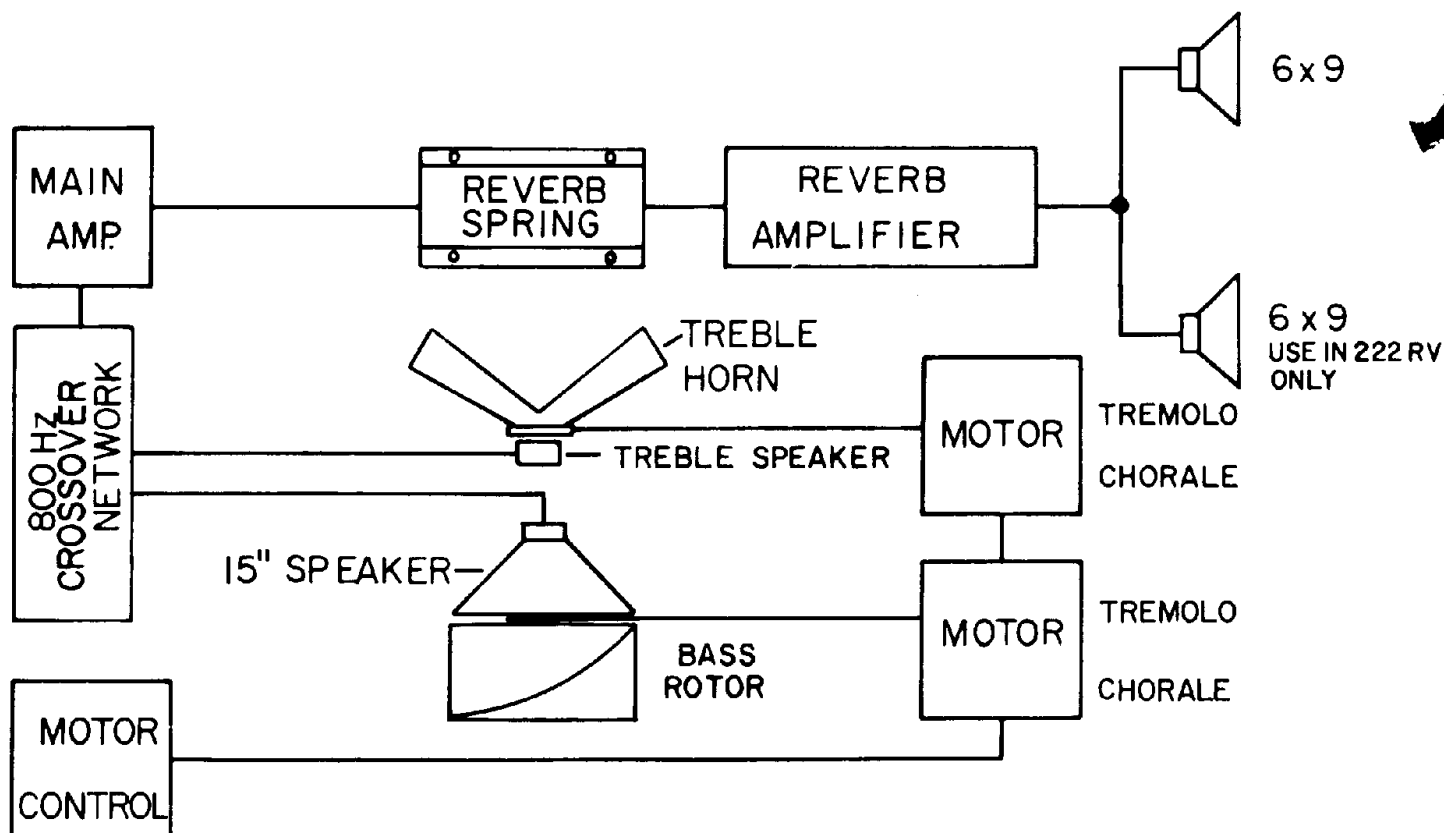 MAIN
AMP.
REVERB
SPRING
REVERB
AMPLIFIER
6 x 9
6 x 9
USE IN 222 RV
ONLY
800 Hz
CROSSOVER
NETWORK
TREBLE
HORN
TREBLE SPEAKER
MOTOR
TREMOLO
CHORALE
15" SPEAKER
BASS
ROTOR
MOTOR
TREMOLO
CHORALE
MOTOR
CONTROL